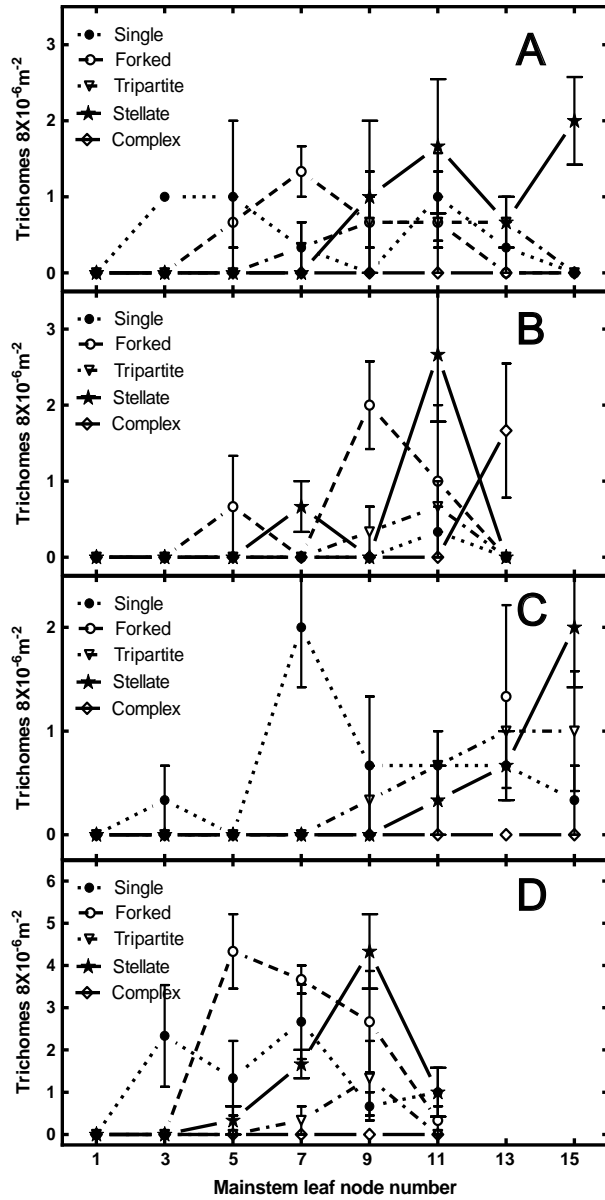 A
Single
Forked
Tripartite
Stellate
Complex
3
2
1
0
Trichomes 8X10-6m-2
B
Single
Forked
Tripartite
Stellate
Complex
3
2
1
0
Trichomes 8X10-6m-2
C
Single
Forked
Tripartite
Stellate
Complex
2
1
0
Trichomes 8X10-6m-2
D
Single
Forked
Tripartite
Stellate
Complex
6
5
4
3
2
1
0
Trichomes 8X10-6m-2
1 3 5 7 9 11 13 15
Mainstem leaf node number